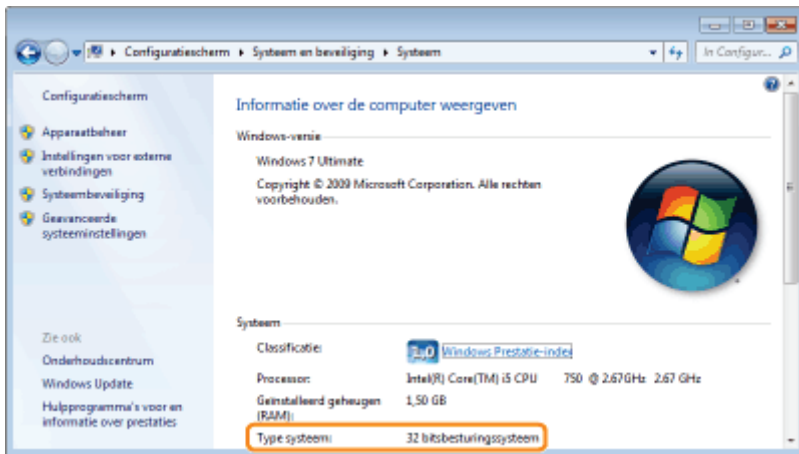 Configuratiescherm ▸ Systeem en beveiliging ▸ Systeem
In Configur...
Configuratiescherm
Apparaatbeheer
Instellingen voor externe
verbindingen
Systeembeveiliging
Geavanceerde
systeeminstellingen
Zie ook
Onderhoudscentrum
Windows Update
Hulpprogramma's voor en
informatie over prestaties
Informatie over de computer weergeven
Windows-versie
Windows 7 Ultimate
Copyright © 2009 Microsoft Corporation. Alle rechten
voorbehouden.
Systeem
Classificatie: Windows Prestatie-index
Processor: Intel(R) Core(TM) i5 CPU 750 @ 2.67GHz 2.67 GHz
Geïnstalleerd geheugen 1,50 GB
(RAM):
Type systeem: 32 bitsbesturingssysteem